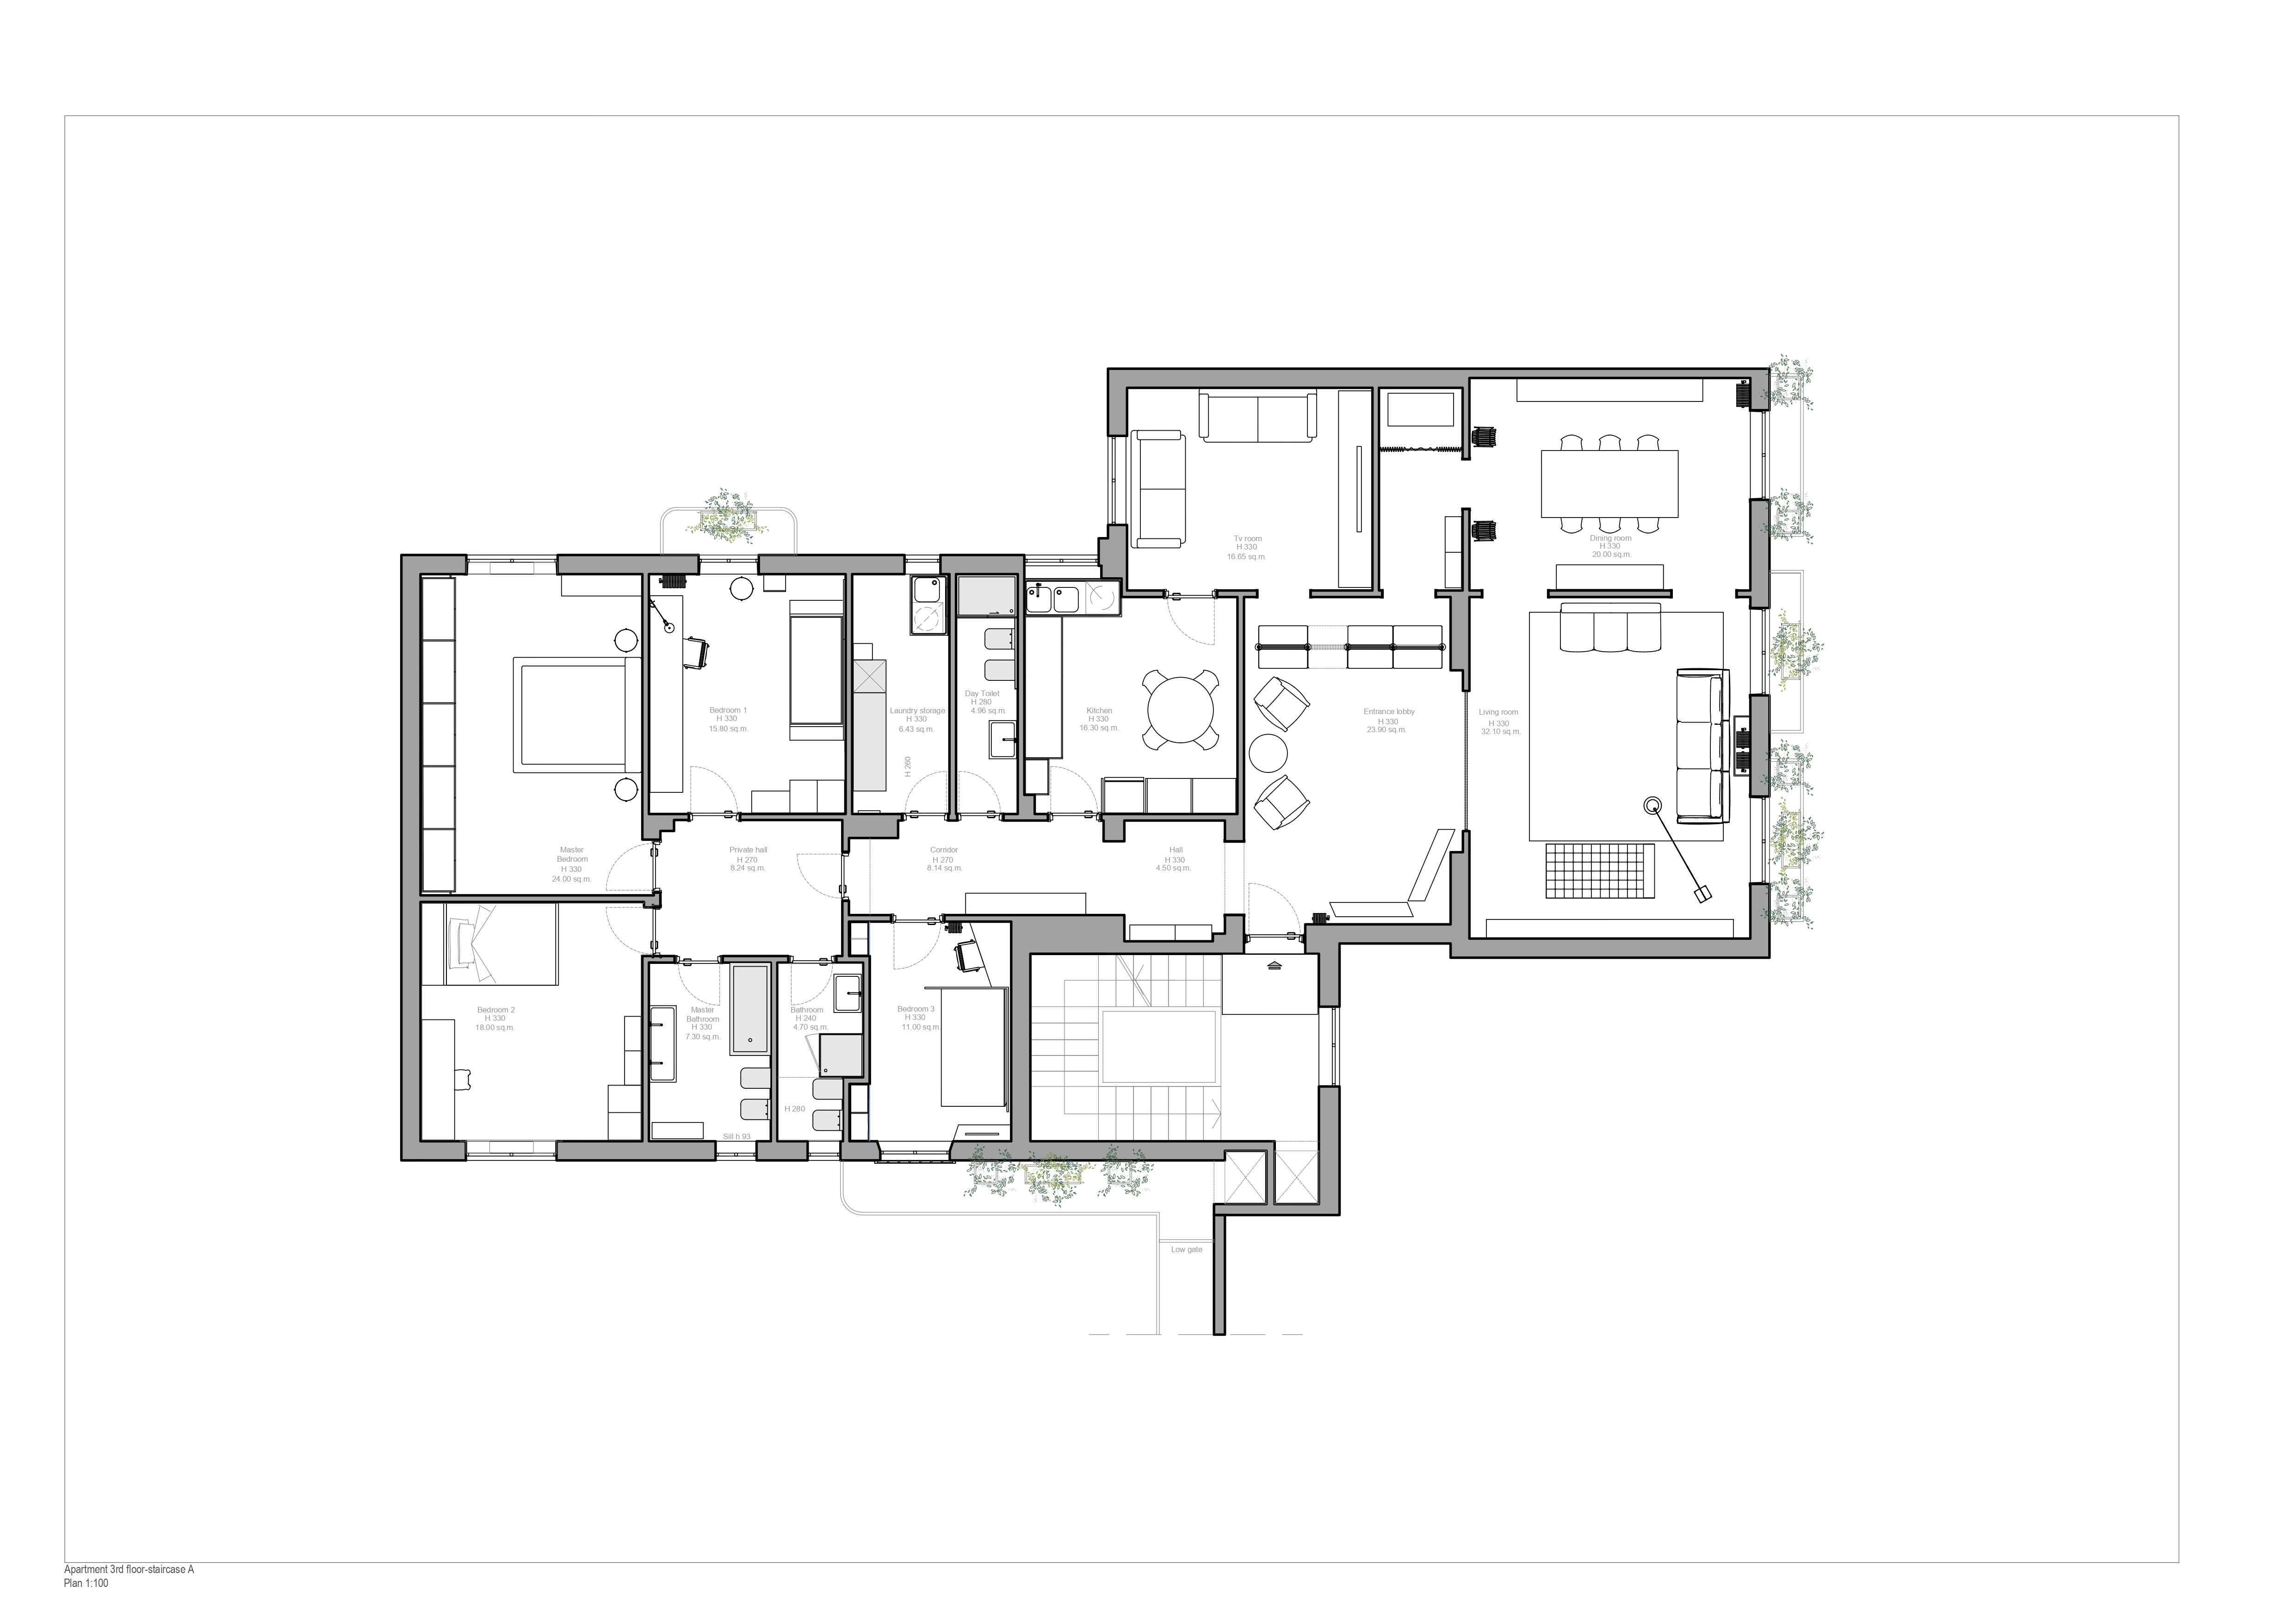 Tv room
H 330
16.65 sq.m.
Dining room
H 330
20.00 sq.m.
Bedroom 1
H 330
15.80 sq.m.
Laundry storage
H 330
6.43 sq.m.
H 260
Day Toilet
H 280
4.96 sq.m.
Kitchen
H 330
16.30 sq.m.
Entrance lobby
H 330
23.90 sq.m.
Living room
H 330
32.10 sq.m.
Master
Bedroom
H 330
24.00 sq.m.
Private hall
H 270
8.24 sq.m.
Corridor
H 270
8.14 sq.m.
Hall
H 330
4.50 sq.m.
Bedroom 2
H 330
18.00 sq.m.
Master
Bathroom
H 330
7.30 sq.m.
Sill h.93
Bathroom
H 240
4.70 sq.m.
H 280
Bedroom 3
H 330
11.00 sq.m.
Low gate
Apartment 3rd floor-staircase A
Plan 1:100